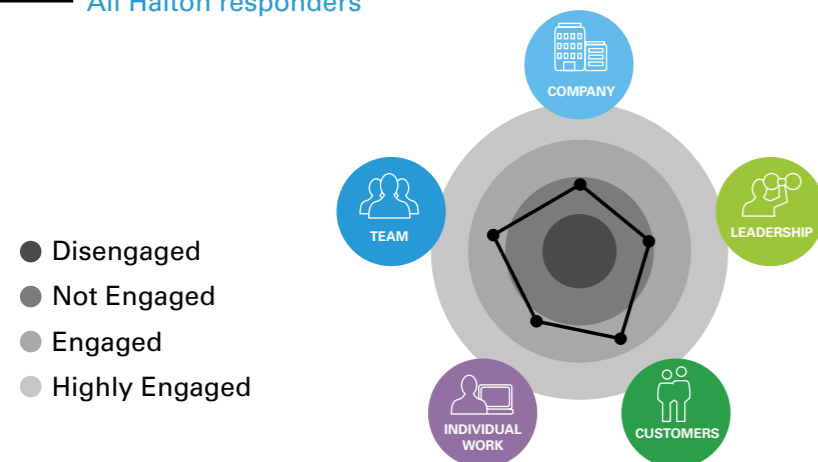 All Halton responders
COMPANY
TEAM
LEADERSHIP
Disengaged
Not Engaged
Engaged
Highly Engaged
INDIVIDUAL
WORK
CUSTOMERS